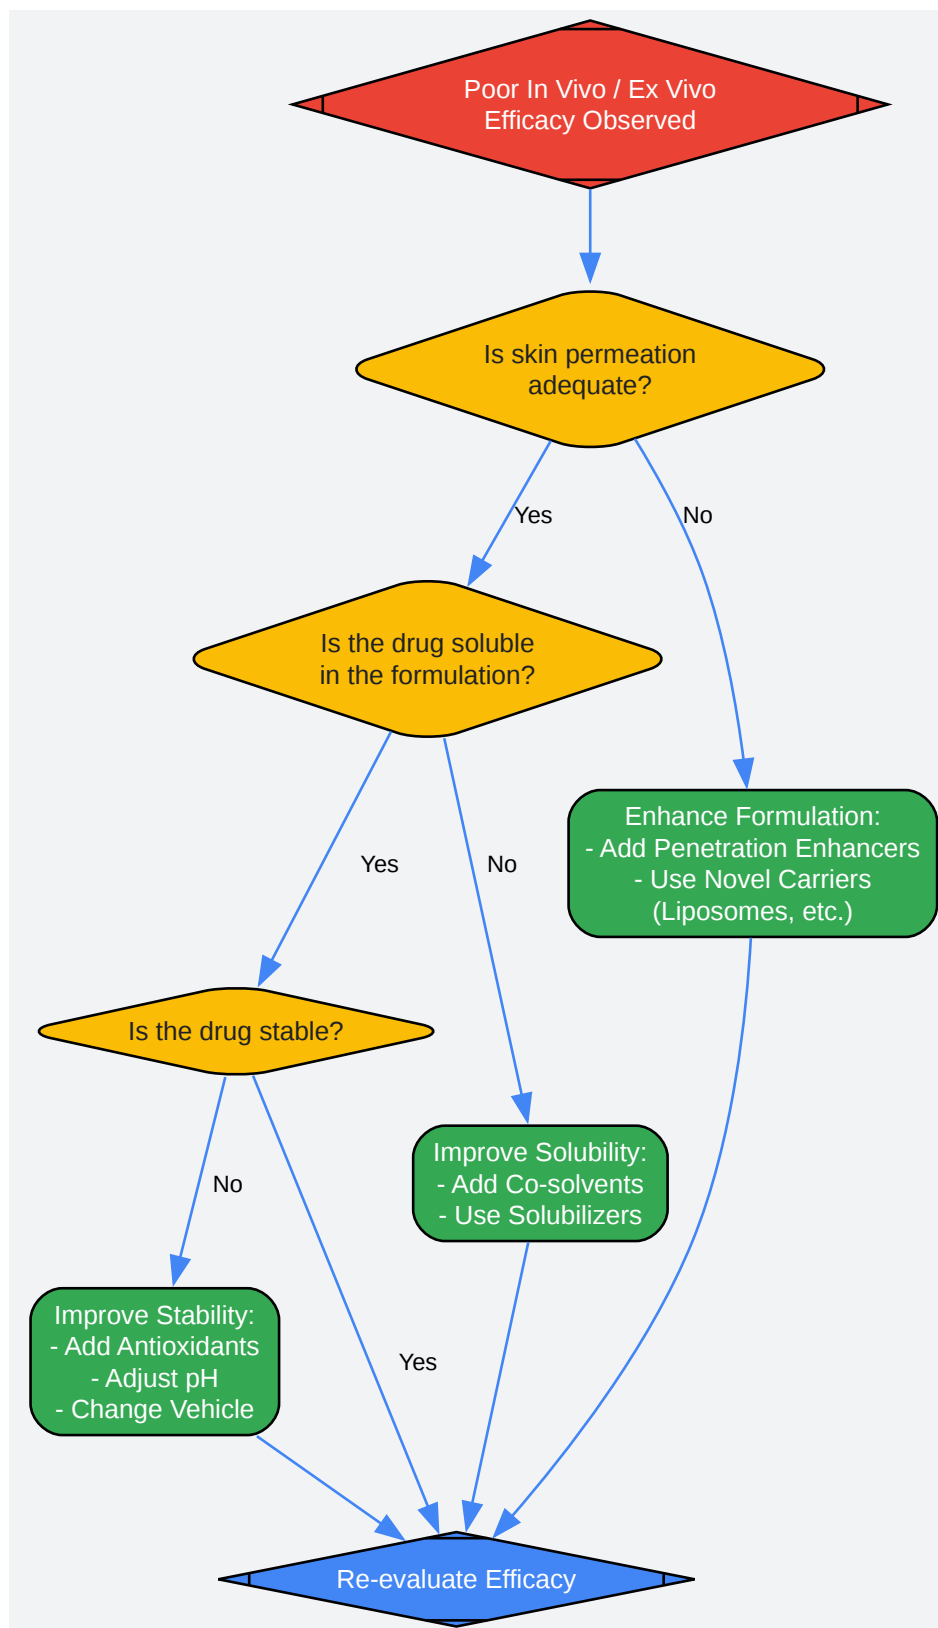 Poor In Vivo / Ex Vivo
Efficacy Observed
Is skin permeation
adequate?
Yes
No
Is the drug soluble
in the formulation?
Enhance Formulation:
- Add Penetration Enhancers
- Use Novel Carriers
(Liposomes, etc.)
Yes
No
Is the drug stable?
Improve Solubility:
- Add Co-solvents
- Use Solubilizers
No
Improve Stability:
- Add Antioxidants
- Adjust pH
- Change Vehicle
Yes
Re-evaluate Efficacy